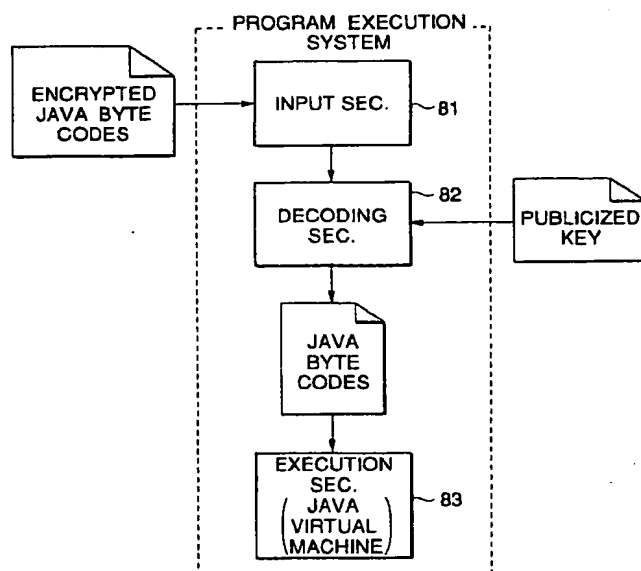 PROGRAM EXECUTION
SYSTEM
ENCRYPTED
JAVA BYTE
CODES
INPUT SEC.
81
DECODING
SEC.
82
PUBLICIZED
KEY
JAVA
BYTE
CODES
EXECUTION
SEC.
(JAVA
VIRTUAL
MACHINE)
83